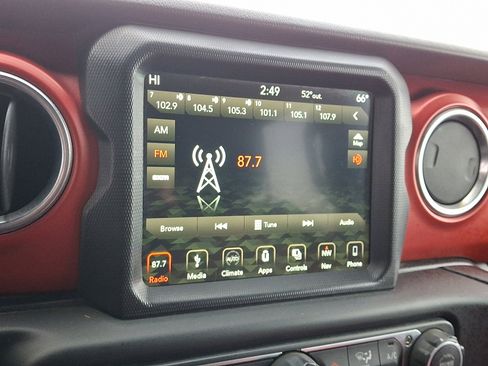 HI 2:49 52°out. 66°
7 8 9 10 11 12
102.9 104.5 105.3 101.1 105.1 107.9
AM
Map
FM
87.7
Browse Tune Audio
87.7 AUTO NW
Radio Media Climate Apps Controls Nav Phone
A/C